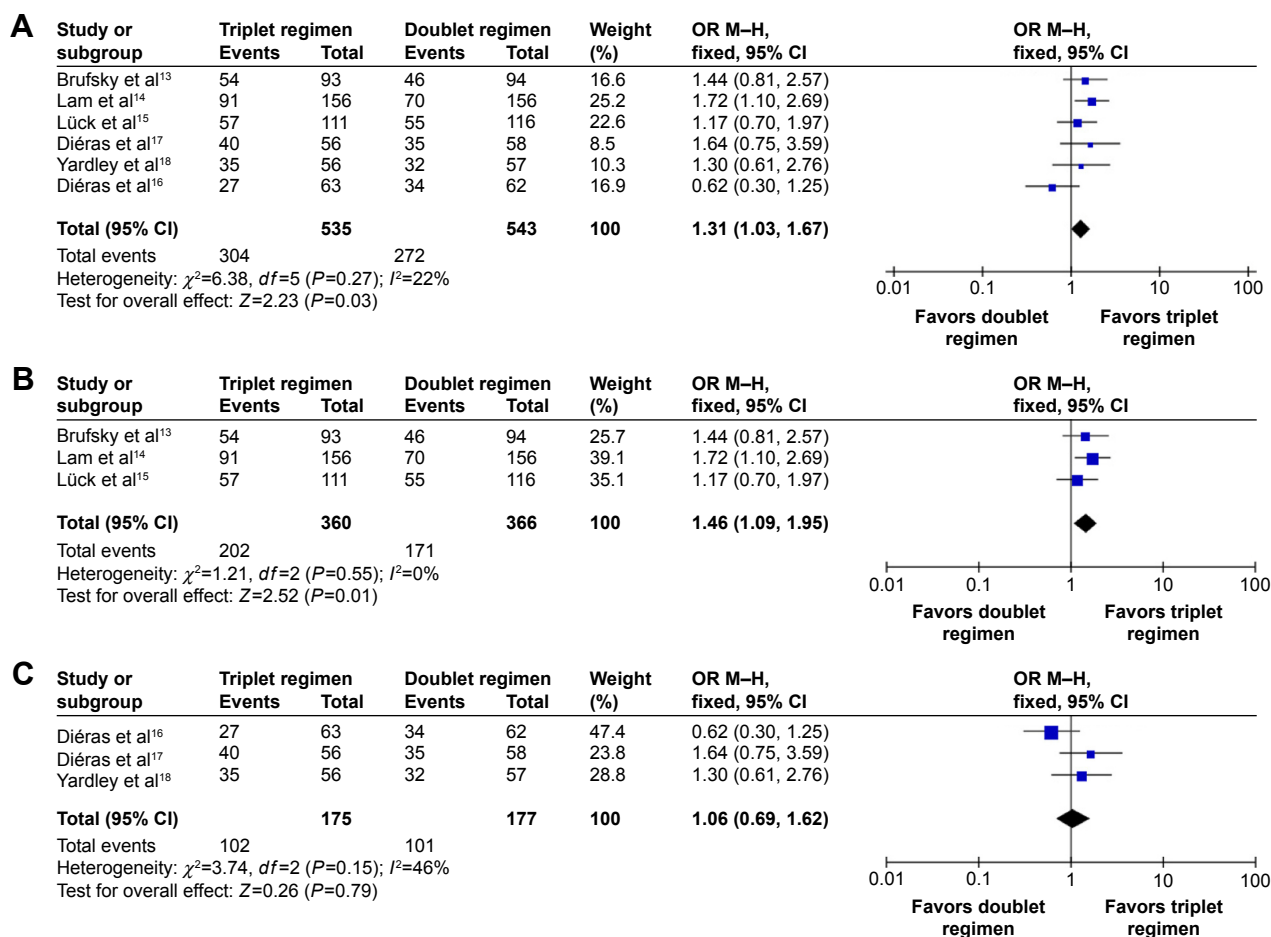 A
Study or Triplet regimen Doublet regimen Weight OR M–H, OR M–H,
subgroup Events Total Events Total (%) fixed, 95% CI fixed, 95% CI
Brufsky et al¹³ 54 93 46 94 16.6 1.44 (0.81, 2.57)
Lam et al¹⁴ 91 156 70 156 25.2 1.72 (1.10, 2.69)
Lück et al¹⁵ 57 111 55 116 22.6 1.17 (0.70, 1.97)
Diéras et al¹⁷ 40 56 35 58 8.5 1.64 (0.75, 3.59)
Yardley et al¹⁸ 35 56 32 57 10.3 1.30 (0.61, 2.76)
Diéras et al¹⁶ 27 63 34 62 16.9 0.62 (0.30, 1.25)
Total (95% CI) 535 543 100 1.31 (1.03, 1.67)
Total events 304 272
Heterogeneity: χ²=6.38, df=5 (P=0.27); I²=22%
Test for overall effect: Z=2.23 (P=0.03)
0.01 0.1 1 10 100
Favors doublet Favors triplet
regimen regimen
B
Study or Triplet regimen Doublet regimen Weight OR M–H, OR M–H,
subgroup Events Total Events Total (%) fixed, 95% CI fixed, 95% CI
Brufsky et al¹³ 54 93 46 94 25.7 1.44 (0.81, 2.57)
Lam et al¹⁴ 91 156 70 156 39.1 1.72 (1.10, 2.69)
Lück et al¹⁵ 57 111 55 116 35.1 1.17 (0.70, 1.97)
Total (95% CI) 360 366 100 1.46 (1.09, 1.95)
Total events 202 171
Heterogeneity: χ²=1.21, df=2 (P=0.55); I²=0%
Test for overall effect: Z=2.52 (P=0.01)
0.01 0.1 1 10 100
Favors doublet Favors triplet
regimen regimen
C
Study or Triplet regimen Doublet regimen Weight OR M–H, OR M–H,
subgroup Events Total Events Total (%) fixed, 95% CI fixed, 95% CI
Diéras et al¹⁶ 27 63 34 62 47.4 0.62 (0.30, 1.25)
Diéras et al¹⁷ 40 56 35 58 23.8 1.64 (0.75, 3.59)
Yardley et al¹⁸ 35 56 32 57 28.8 1.30 (0.61, 2.76)
Total (95% CI) 175 177 100 1.06 (0.69, 1.62)
Total events 102 101
Heterogeneity: χ²=3.74, df=2 (P=0.15); I²=46%
Test for overall effect: Z=0.26 (P=0.79)
0.01 0.1 1 10 100
Favors doublet Favors triplet
regimen regimen